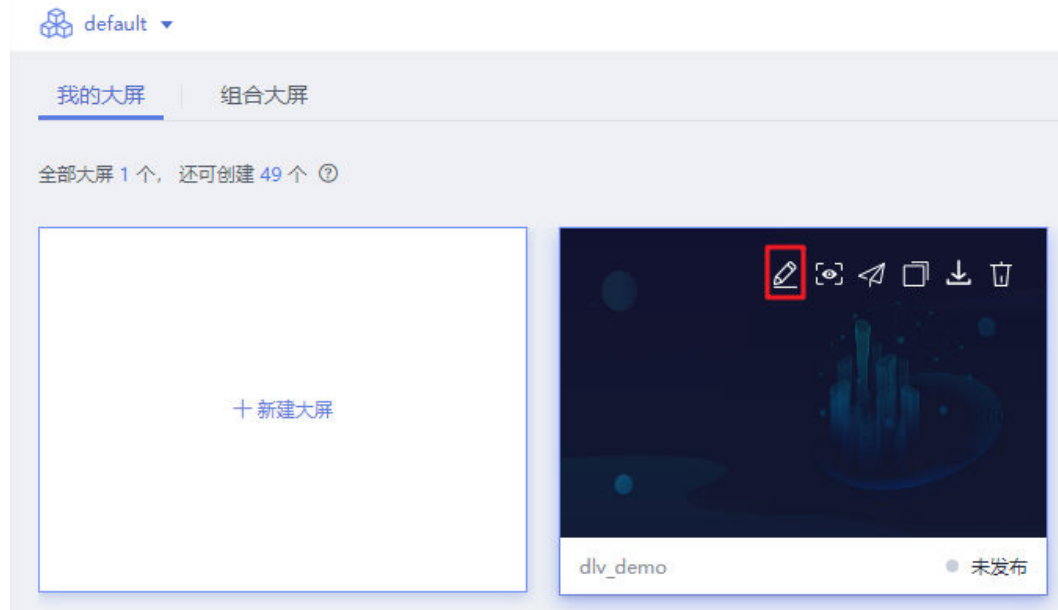 default
我的大屏 组合大屏
全部大屏 1 个, 还可创建 49 个 ?
+ 新建大屏
dlv_demo 未发布